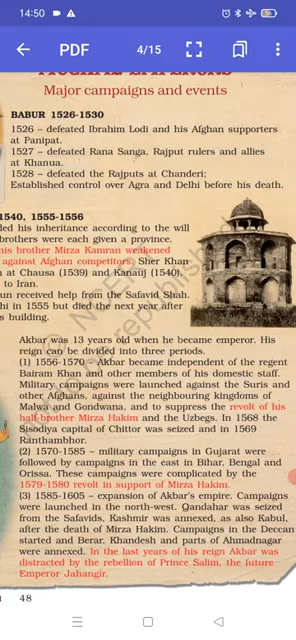 14:50
PDF
4/15
Major campaigns and events
BABUR 1526-1530
1526 – defeated Ibrahim Lodi and his Afghan supporters
at Panipat.
1527 – defeated Rana Sanga, Rajput rulers and allies
at Khanua.
1528 – defeated the Rajputs at Chanderi;
Established control over Agra and Delhi before his death.
1540, 1555-1556
ded his inheritance according to the will
brothers were each given a province.
his brother Mirza Kamran weakened
against Afghan competitors. Sher Khan
n at Chausa (1539) and Kanauj (1540),
to Iran.
un received help from the Safavid Shah.
hi in 1555 but died the next year after
s building.
Akbar was 13 years old when he became emperor. His
reign can be divided into three periods.
(1) 1556-1570 – Akbar became independent of the regent
Bairam Khan and other members of his domestic staff.
Military campaigns were launched against the Suris and
other Afghans, against the neighbouring kingdoms of
Malwa and Gondwana, and to suppress the revolt of his
half-brother Mirza Hakim and the Uzbegs. In 1568 the
Sisodiya capital of Chittor was seized and in 1569
Ranthambhor.
(2) 1570-1585 – military campaigns in Gujarat were
followed by campaigns in the east in Bihar, Bengal and
Orissa. These campaigns were complicated by the
1579-1580 revolt in support of Mirza Hakim.
(3) 1585-1605 – expansion of Akbar's empire. Campaigns
were launched in the north-west. Qandahar was seized
from the Safavids, Kashmir was annexed, as also Kabul,
after the death of Mirza Hakim. Campaigns in the Deccan
started and Berar, Khandesh and parts of Ahmadnagar
were annexed. In the last years of his reign Akbar was
distracted by the rebellion of Prince Salim, the future
Emperor Jahangir.
48